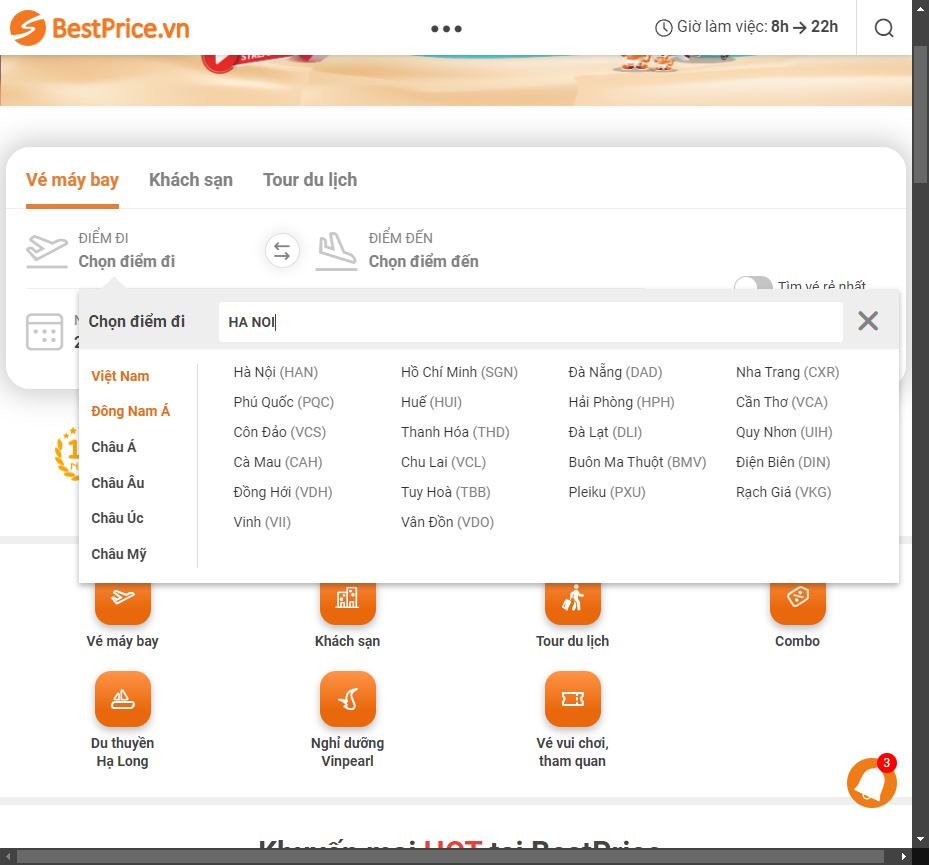 BestPrice.vn
Giờ làm việc: 8h → 22h
Vé máy bay Khách sạn Tour du lịch
ĐIỂM ĐI
Chọn điểm đi
ĐIỂM ĐẾN
Chọn điểm đến
Tìm vé rẻ nhất
Chọn điểm đi HA NOI
Việt Nam
Đông Nam Á
Châu Á
Châu Âu
Châu Úc
Châu Mỹ
Hà Nội (HAN) Hồ Chí Minh (SGN) Đà Nẵng (DAD) Nha Trang (CXR)
Phú Quốc (PQC) Huế (HUI) Hải Phòng (HPH) Cần Thơ (VCA)
Côn Đảo (VCS) Thanh Hóa (THD) Đà Lạt (DLI) Quy Nhơn (UIH)
Cà Mau (CAH) Chu Lai (VCL) Buôn Ma Thuột (BMV) Điện Biên (DIN)
Đồng Hới (VDH) Tuy Hoà (TBB) Pleiku (PXU) Rạch Giá (VKG)
Vinh (VII) Vân Đồn (VDO)
Vé máy bay Khách sạn Tour du lịch Combo
Du thuyền
Hạ Long
Nghỉ dưỡng
Vinpearl
Vé vui chơi,
tham quan
3
Khuyến mại HOT tại BestPrice